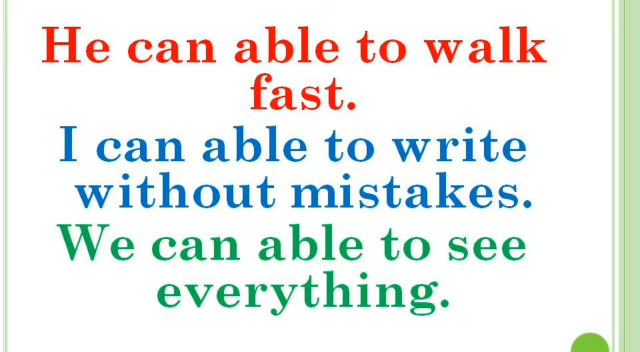 He can able to walk
fast.
I can able to write
without mistakes.
We can able to see
everything.